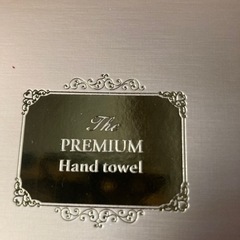 The
PREMIUM
Hand towel